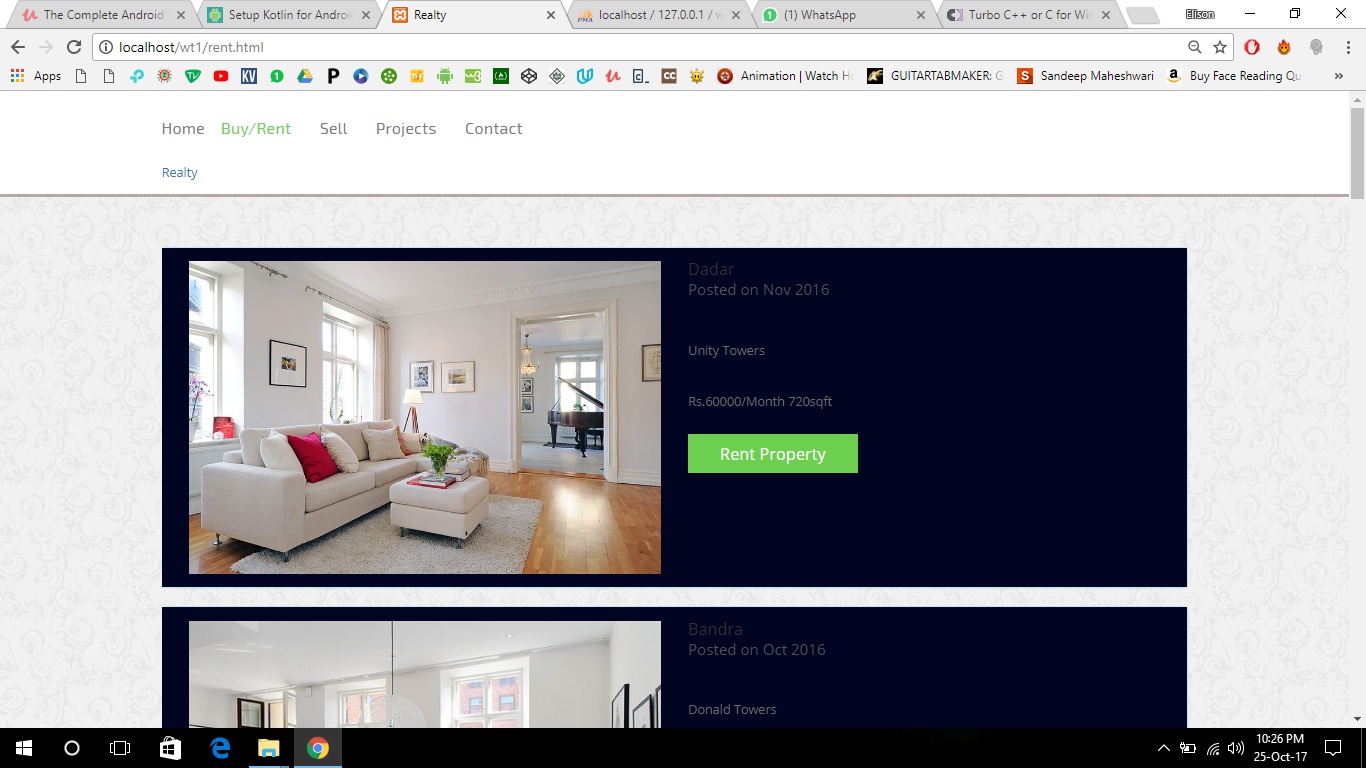 The Complete Android
Setup Kotlin for Androi
Realty
localhost / 127.0.0.1 / w
(1) WhatsApp
Turbo C++ or C for Win
Elison
localhost/wt1/rent.html
Apps
Animation | Watch Ho
GUITARTABMAKER: G
Sandeep Maheshwari
Buy Face Reading Qu
Home Buy/Rent Sell Projects Contact
Realty
Dadar
Posted on Nov 2016
Unity Towers
Rs.60000/Month 720sqft
Rent Property
Bandra
Posted on Oct 2016
Donald Towers
10:26 PM
25-Oct-17